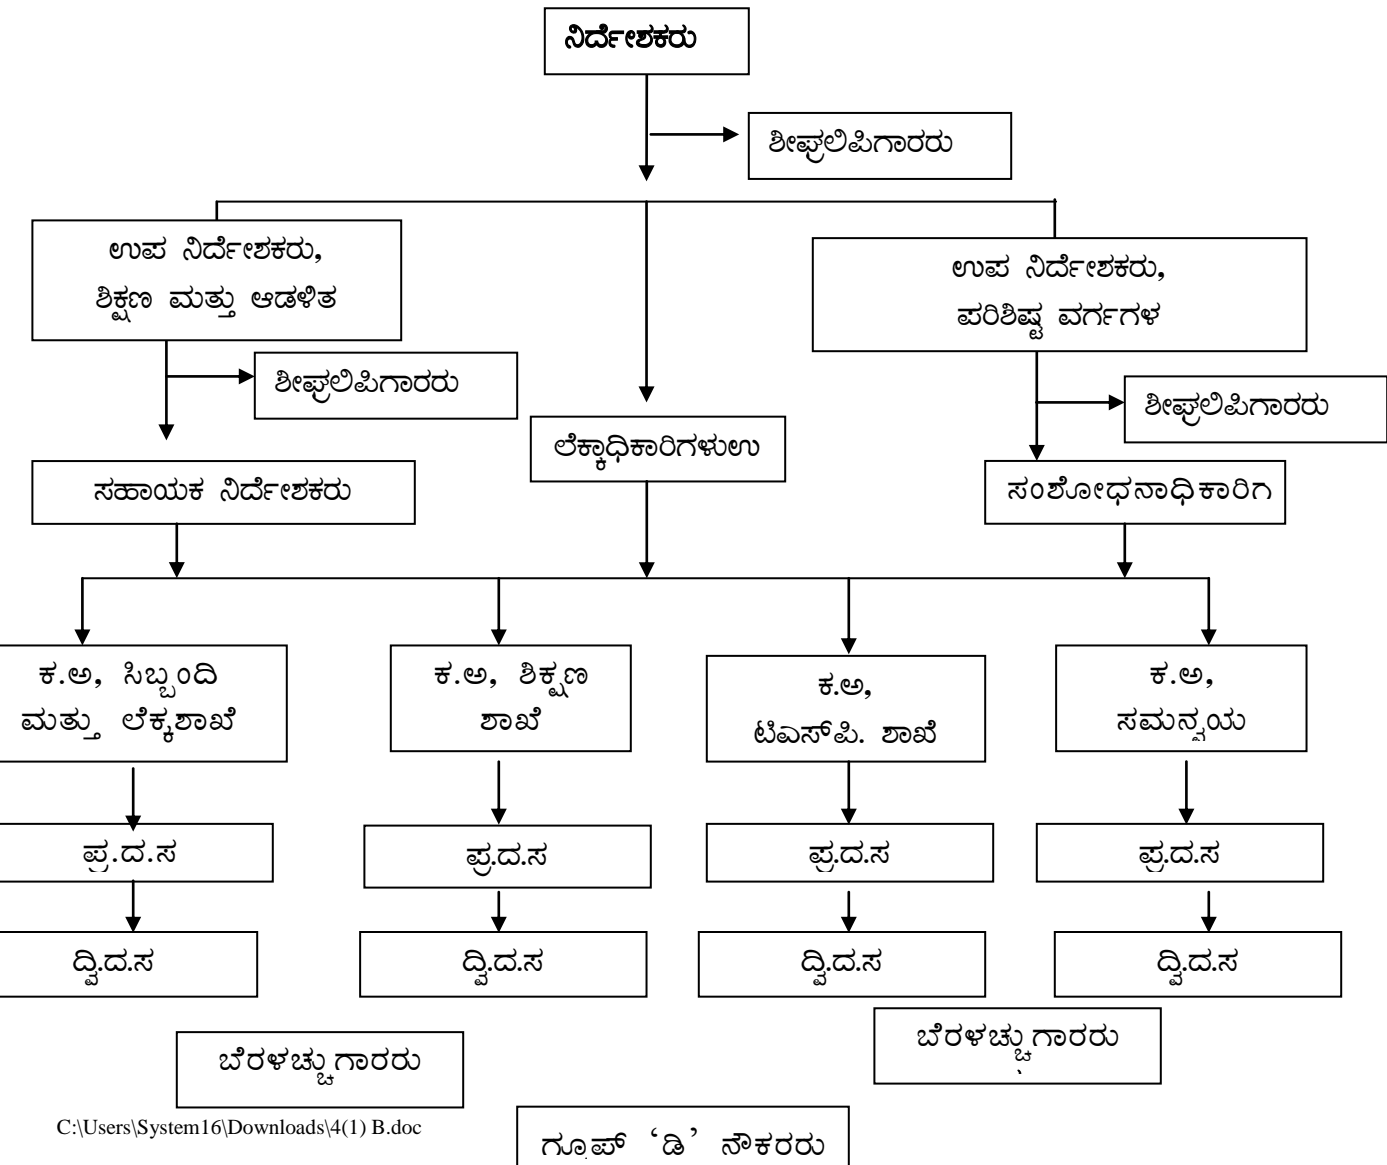 ನಿರ್ದೇಶಕರು
ಶೀಘ್ರಲಿಪಿಗಾರರು
ಉಪ ನಿರ್ದೇಶಕರು,
ಶಿಕ್ಷಣ ಮತ್ತು ಆಡಳಿತ
ಉಪ ನಿರ್ದೇಶಕರು,
ಪರಿಶಿಷ್ಟ ವರ್ಗಗಳ
ಶೀಘ್ರಲಿಪಿಗಾರರು
ಶೀಘ್ರಲಿಪಿಗಾರರು
ಲೆಕ್ಕಾಧಿಕಾರಿಗಳುಉ
ಸಹಾಯಕ ನಿರ್ದೇಶಕರು
ಸಂಶೋಧನಾಧಿಕಾರಿಗ
ಕ.ಅ, ಸಿಬ್ಬಂದಿ
ಮತ್ತು ಲೆಕ್ಕಶಾಖೆ
ಕ.ಅ, ಶಿಕ್ಷಣ
ಶಾಖೆ
ಕ.ಅ,
ಟಿಎಸ್‌ಪಿ. ಶಾಖೆ
ಕ.ಅ,
ಸಮನ್ವಯ
ಪ್ರ.ದ.ಸ
ಪ್ರ.ದ.ಸ
ಪ್ರ.ದ.ಸ
ಪ್ರ.ದ.ಸ
ದ್ವಿ.ದ.ಸ
ದ್ವಿ.ದ.ಸ
ದ್ವಿ.ದ.ಸ
ದ್ವಿ.ದ.ಸ
ಬೆರಳಚ್ಚುಗಾರರು
ಬೆರಳಚ್ಚುಗಾರರು
C:\Users\System16\Downloads\4(1) B.doc
ಗ್ರೂಪ್ ‘ಡಿ’ ನೌಕರರು